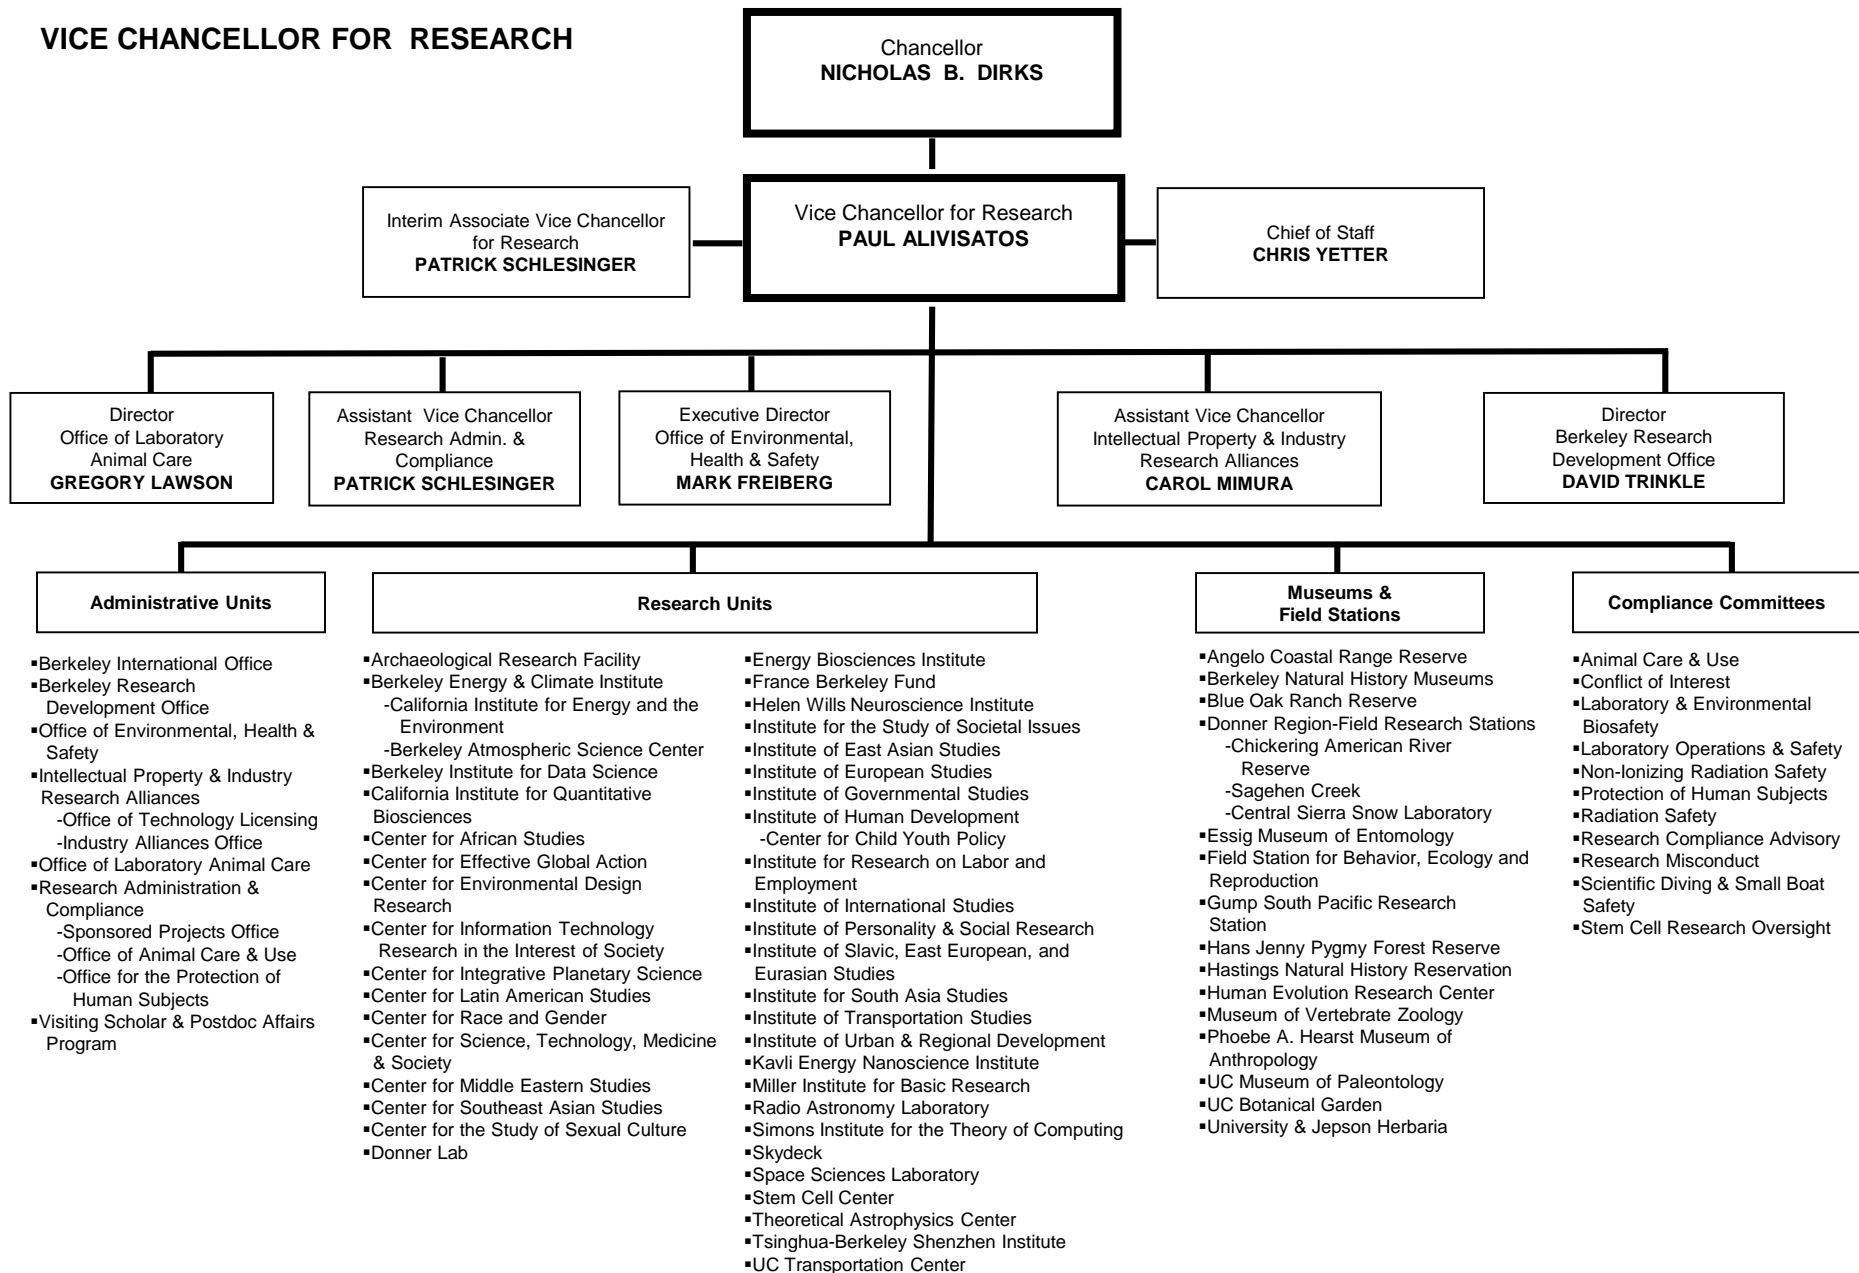 VICE CHANCELLOR FOR RESEARCH
Chancellor
NICHOLAS B. DIRKS
Interim Associate Vice Chancellor
for Research
PATRICK SCHLESINGER
Vice Chancellor for Research
PAUL ALIVISATOS
Chief of Staff
CHRIS YETTER
Director
Office of Laboratory
Animal Care
GREGORY LAWSON
Assistant Vice Chancellor
Research Admin. &
Compliance
PATRICK SCHLESINGER
Executive Director
Office of Environmental,
Health & Safety
MARK FREIBERG
Assistant Vice Chancellor
Intellectual Property & Industry
Research Alliances
CAROL MIMURA
Director
Berkeley Research
Development Office
DAVID TRINKLE
Administrative Units
▪Berkeley International Office
▪Berkeley Research
Development Office
▪Office of Environmental, Health &
Safety
▪Intellectual Property & Industry
Research Alliances
-Office of Technology Licensing
-Industry Alliances Office
▪Office of Laboratory Animal Care
▪Research Administration &
Compliance
-Sponsored Projects Office
-Office of Animal Care & Use
-Office for the Protection of
Human Subjects
▪Visiting Scholar & Postdoc Affairs
Program
Research Units
▪Archaeological Research Facility
▪Berkeley Energy & Climate Institute
-California Institute for Energy and the
Environment
-Berkeley Atmospheric Science Center
▪Berkeley Institute for Data Science
▪California Institute for Quantitative
Biosciences
▪Center for African Studies
▪Center for Effective Global Action
▪Center for Environmental Design
Research
▪Center for Information Technology
Research in the Interest of Society
▪Center for Integrative Planetary Science
▪Center for Latin American Studies
▪Center for Race and Gender
▪Center for Science, Technology, Medicine
& Society
▪Center for Middle Eastern Studies
▪Center for Southeast Asian Studies
▪Center for the Study of Sexual Culture
▪Donner Lab
▪Energy Biosciences Institute
▪France Berkeley Fund
▪Helen Wills Neuroscience Institute
▪Institute for the Study of Societal Issues
▪Institute of East Asian Studies
▪Institute of European Studies
▪Institute of Governmental Studies
▪Institute of Human Development
-Center for Child Youth Policy
▪Institute for Research on Labor and
Employment
▪Institute of International Studies
▪Institute of Personality & Social Research
▪Institute of Slavic, East European, and
Eurasian Studies
▪Institute for South Asia Studies
▪Institute of Transportation Studies
▪Institute of Urban & Regional Development
▪Kavli Energy Nanoscience Institute
▪Miller Institute for Basic Research
▪Radio Astronomy Laboratory
▪Simons Institute for the Theory of Computing
▪Skydeck
▪Space Sciences Laboratory
▪Stem Cell Center
▪Theoretical Astrophysics Center
▪Tsinghua-Berkeley Shenzhen Institute
▪UC Transportation Center
Museums &
Field Stations
▪Angelo Coastal Range Reserve
▪Berkeley Natural History Museums
▪Blue Oak Ranch Reserve
▪Donner Region-Field Research Stations
-Chickering American River
Reserve
-Sagehen Creek
-Central Sierra Snow Laboratory
▪Essig Museum of Entomology
▪Field Station for Behavior, Ecology and
Reproduction
▪Gump South Pacific Research
Station
▪Hans Jenny Pygmy Forest Reserve
▪Hastings Natural History Reservation
▪Human Evolution Research Center
▪Museum of Vertebrate Zoology
▪Phoebe A. Hearst Museum of
Anthropology
▪UC Museum of Paleontology
▪UC Botanical Garden
▪University & Jepson Herbaria
Compliance Committees
▪Animal Care & Use
▪Conflict of Interest
▪Laboratory & Environmental
Biosafety
▪Laboratory Operations & Safety
▪Non-Ionizing Radiation Safety
▪Protection of Human Subjects
▪Radiation Safety
▪Research Compliance Advisory
▪Research Misconduct
▪Scientific Diving & Small Boat
Safety
▪Stem Cell Research Oversight